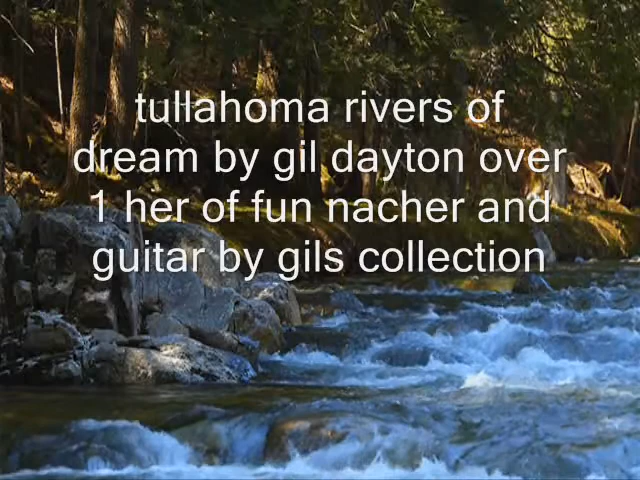 tullahoma rivers of
dream by gil dayton over
1 her of fun nacher and
guitar by gils collection